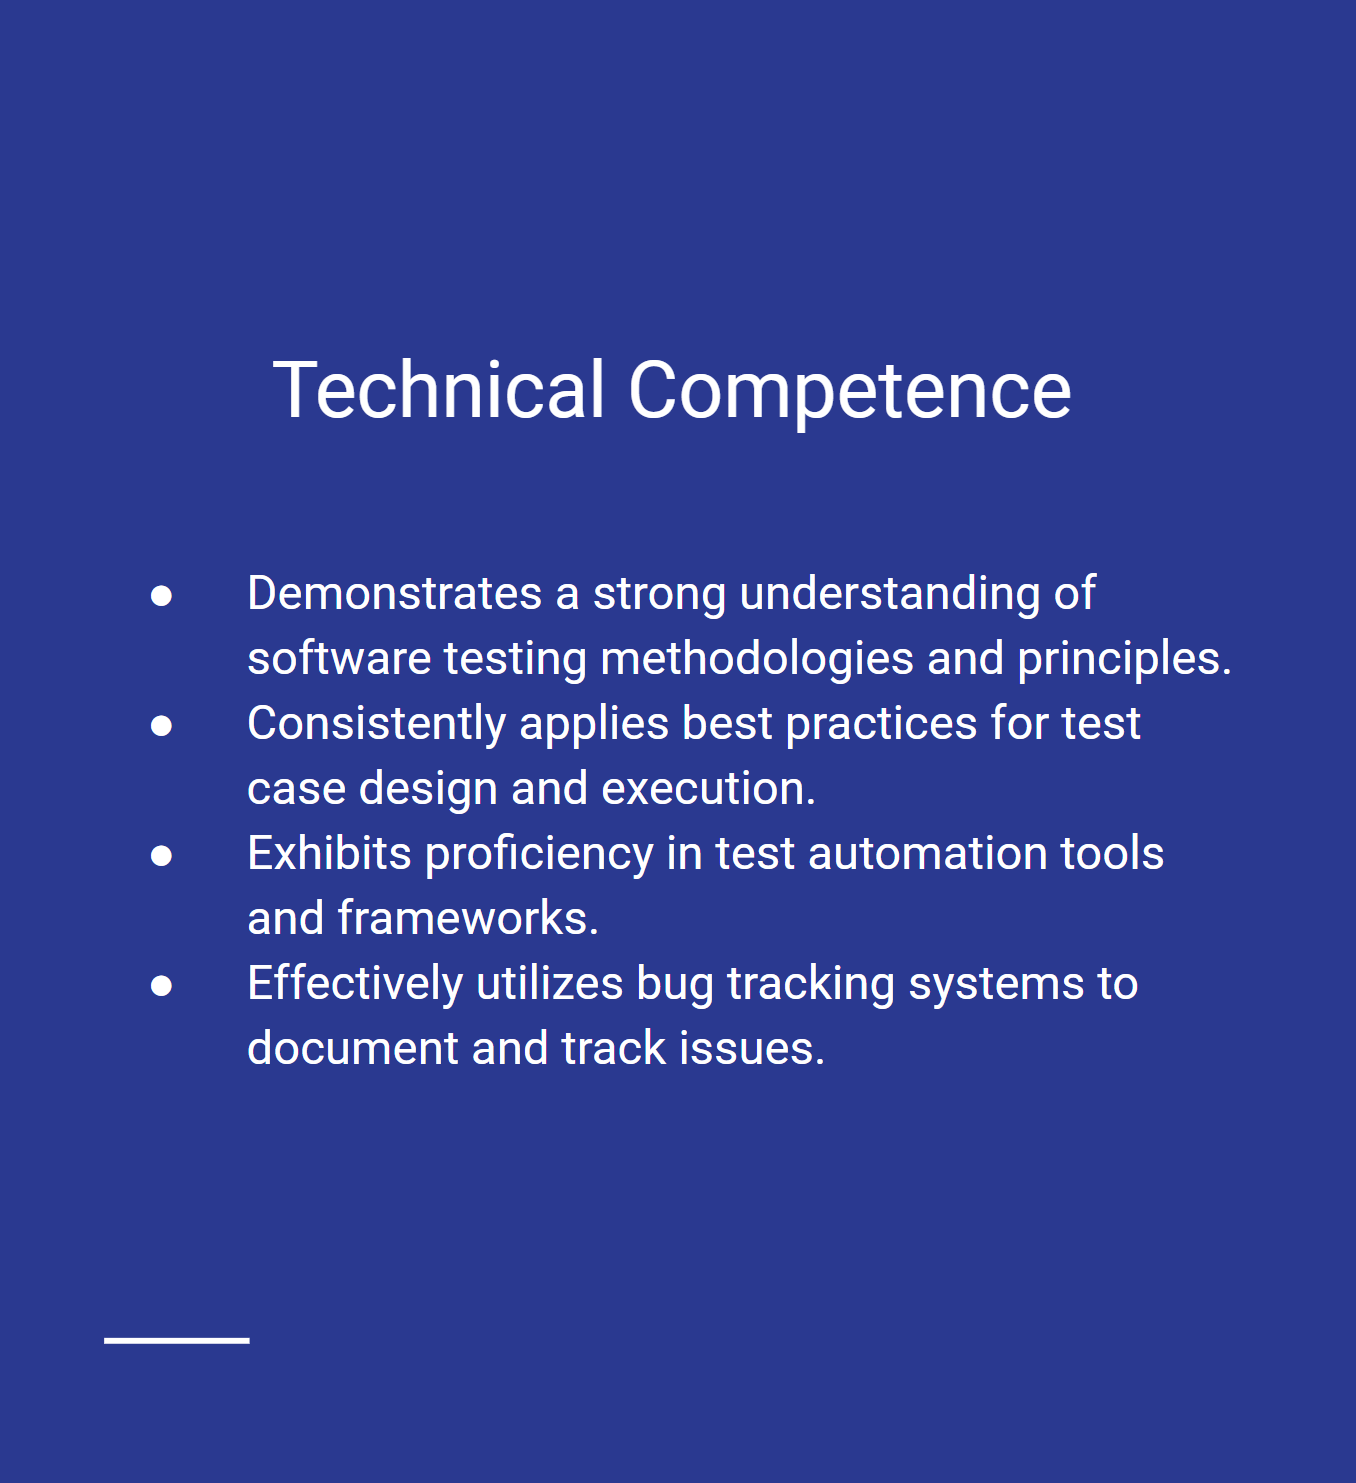 Technical Competence
● Demonstrates a strong understanding of
software testing methodologies and principles.
● Consistently applies best practices for test
case design and execution.
● Exhibits proficiency in test automation tools
and frameworks.
● Effectively utilizes bug tracking systems to
document and track issues.